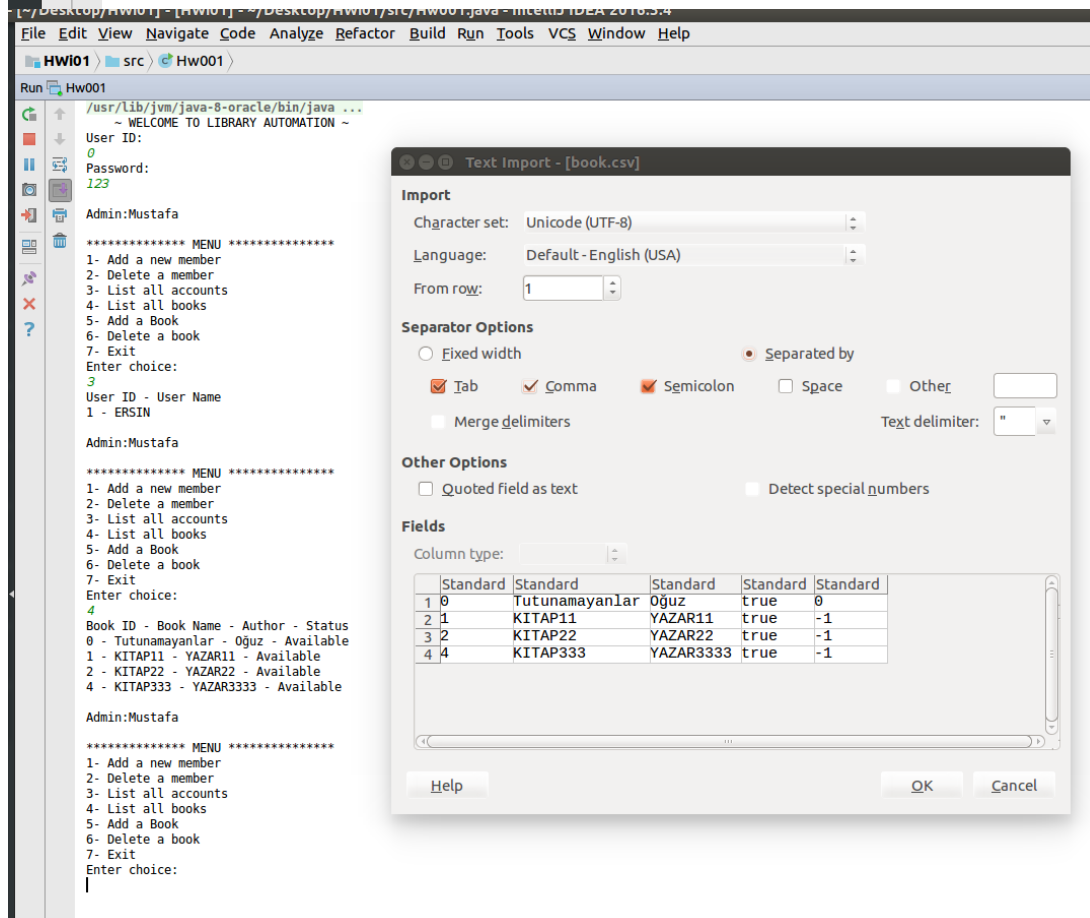 - [~/Desktop/HWi01] - [HWi01] - ~/Desktop/HWi01/src/Hw001.java - IntelliJ IDEA 2016.3.4
File Edit View Navigate Code Analyze Refactor Build Run Tools VCS Window Help
HWi01 src Hw001
Run Hw001
/usr/lib/jvm/java-8-oracle/bin/java ...
~ WELCOME TO LIBRARY AUTOMATION ~
User ID:
0
Password:
123
Admin:Mustafa
************** MENU ***************
1- Add a new member
2- Delete a member
3- List all accounts
4- List all books
5- Add a Book
6- Delete a book
7- Exit
Enter choice:
3
User ID - User Name
1 - ERSIN
Admin:Mustafa
************** MENU ***************
1- Add a new member
2- Delete a member
3- List all accounts
4- List all books
5- Add a Book
6- Delete a book
7- Exit
Enter choice:
4
Book ID - Book Name - Author - Status
0 - Tutunamayanlar - Oğuz - Available
1 - KITAP11 - YAZAR11 - Available
2 - KITAP22 - YAZAR22 - Available
4 - KITAP333 - YAZAR3333 - Available
Admin:Mustafa
************** MENU ***************
1- Add a new member
2- Delete a member
3- List all accounts
4- List all books
5- Add a Book
6- Delete a book
7- Exit
Enter choice:
Text Import - [book.csv]
Import
Character set: Unicode (UTF-8)
Language: Default - English (USA)
From row: 1
Separator Options
Fixed width Separated by
Tab Comma Semicolon Space Other
Merge delimiters Text delimiter: "
Other Options
Quoted field as text Detect special numbers
Fields
Column type:
Standard Standard Standard Standard Standard
1 0 Tutunamayanlar Oğuz true 0
2 1 KITAP11 YAZAR11 true -1
3 2 KITAP22 YAZAR22 true -1
4 4 KITAP333 YAZAR3333 true -1
Help OK Cancel